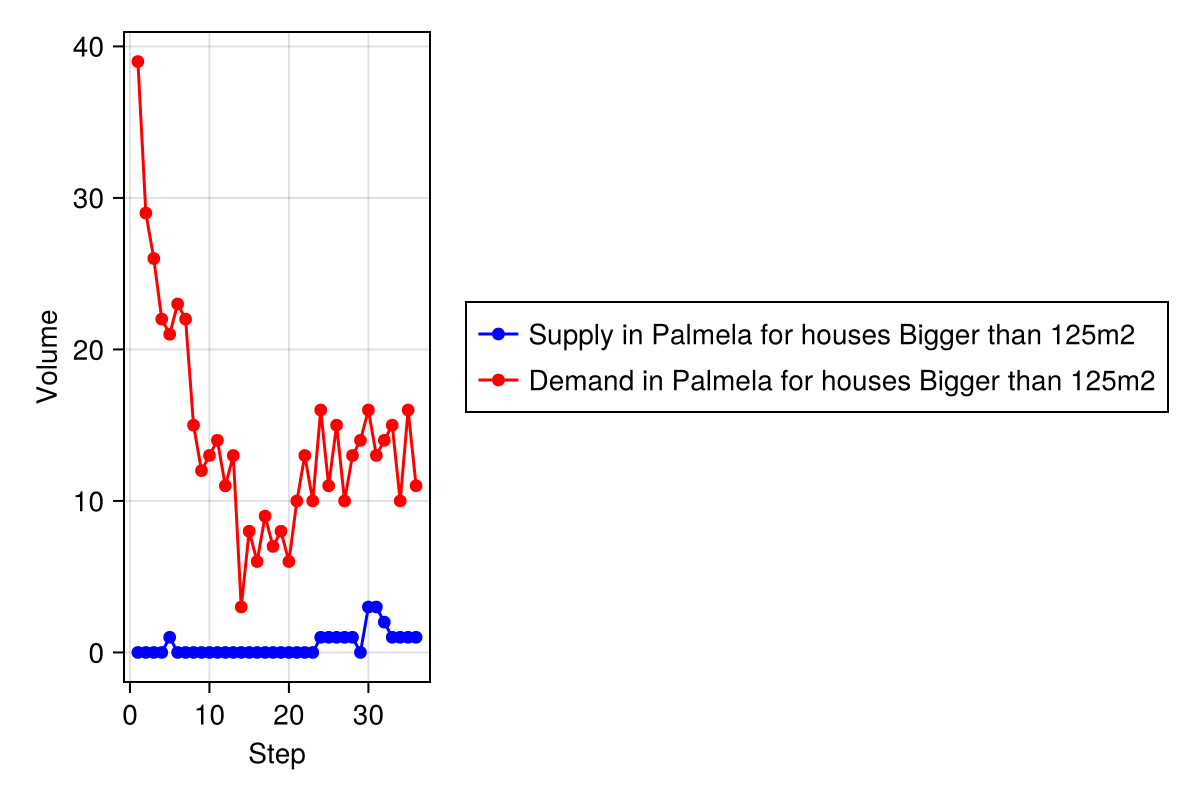 40
30
20
10
0
Volume
0 10 20 30
Step
Supply in Palmela for houses Bigger than 125m2
Demand in Palmela for houses Bigger than 125m2